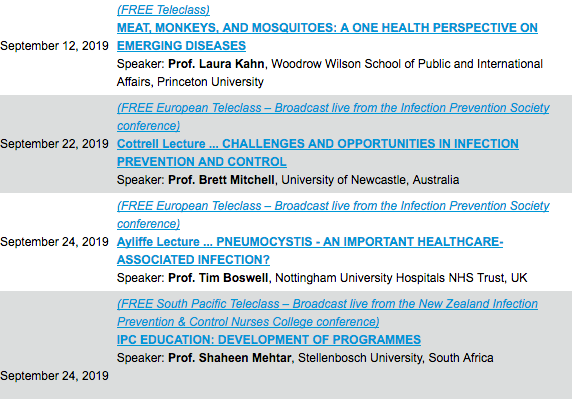 (FREE Teleclass)
MEAT, MONKEYS, AND MOSQUITOES: A ONE HEALTH PERSPECTIVE ON
September 12, 2019 EMERGING DISEASES
Speaker: Prof. Laura Kahn, Woodrow Wilson School of Public and International
Affairs, Princeton University
(FREE European Teleclass – Broadcast live from the Infection Prevention Society
conference)
September 22, 2019 Cottrell Lecture ... CHALLENGES AND OPPORTUNITIES IN INFECTION
PREVENTION AND CONTROL
Speaker: Prof. Brett Mitchell, University of Newcastle, Australia
(FREE European Teleclass – Broadcast live from the Infection Prevention Society
conference)
September 24, 2019 Ayliffe Lecture ... PNEUMOCYSTIS - AN IMPORTANT HEALTHCARE-
ASSOCIATED INFECTION?
Speaker: Prof. Tim Boswell, Nottingham University Hospitals NHS Trust, UK
(FREE South Pacific Teleclass – Broadcast live from the New Zealand Infection
Prevention & Control Nurses College conference)
IPC EDUCATION: DEVELOPMENT OF PROGRAMMES
Speaker: Prof. Shaheen Mehtar, Stellenbosch University, South Africa
September 24, 2019